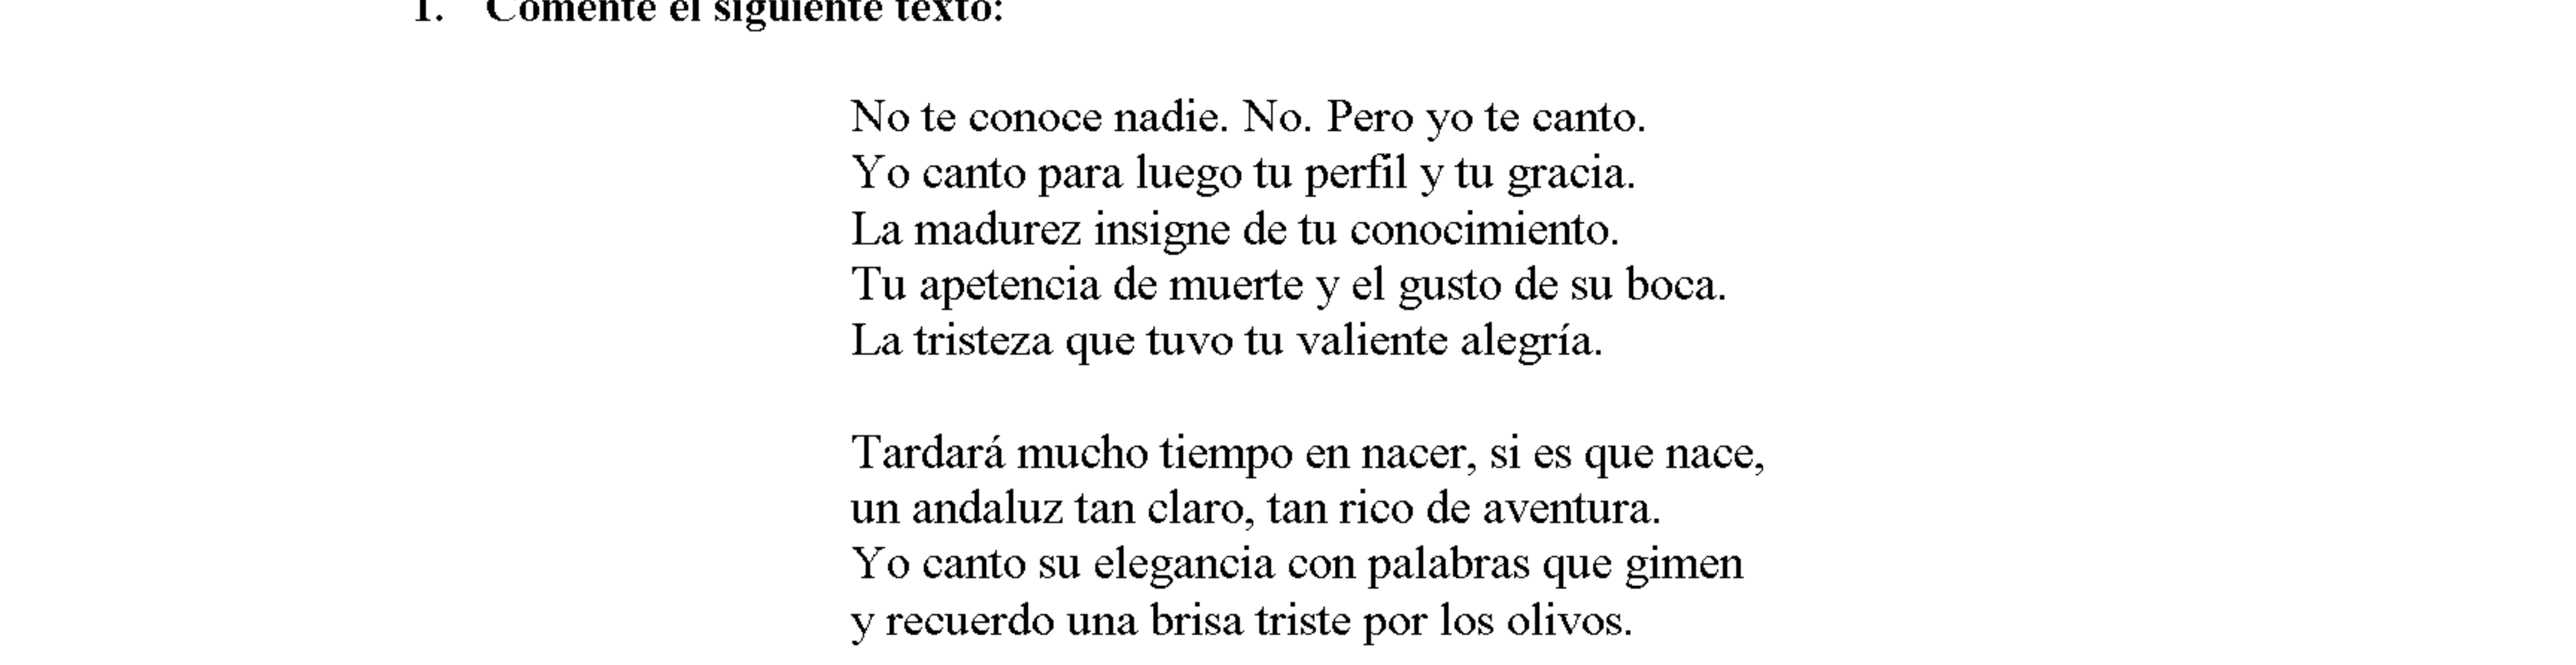 1. Comente el siguiente texto:
No te conoce nadie. No. Pero yo te canto.
Yo canto para luego tu perfil y tu gracia.
La madurez insigne de tu conocimiento.
Tu apetencia de muerte y el gusto de su boca.
La tristeza que tuvo tu valiente alegría.
Tardará mucho tiempo en nacer, si es que nace,
un andaluz tan claro, tan rico de aventura.
Yo canto su elegancia con palabras que gimen
y recuerdo una brisa triste por los olivos.